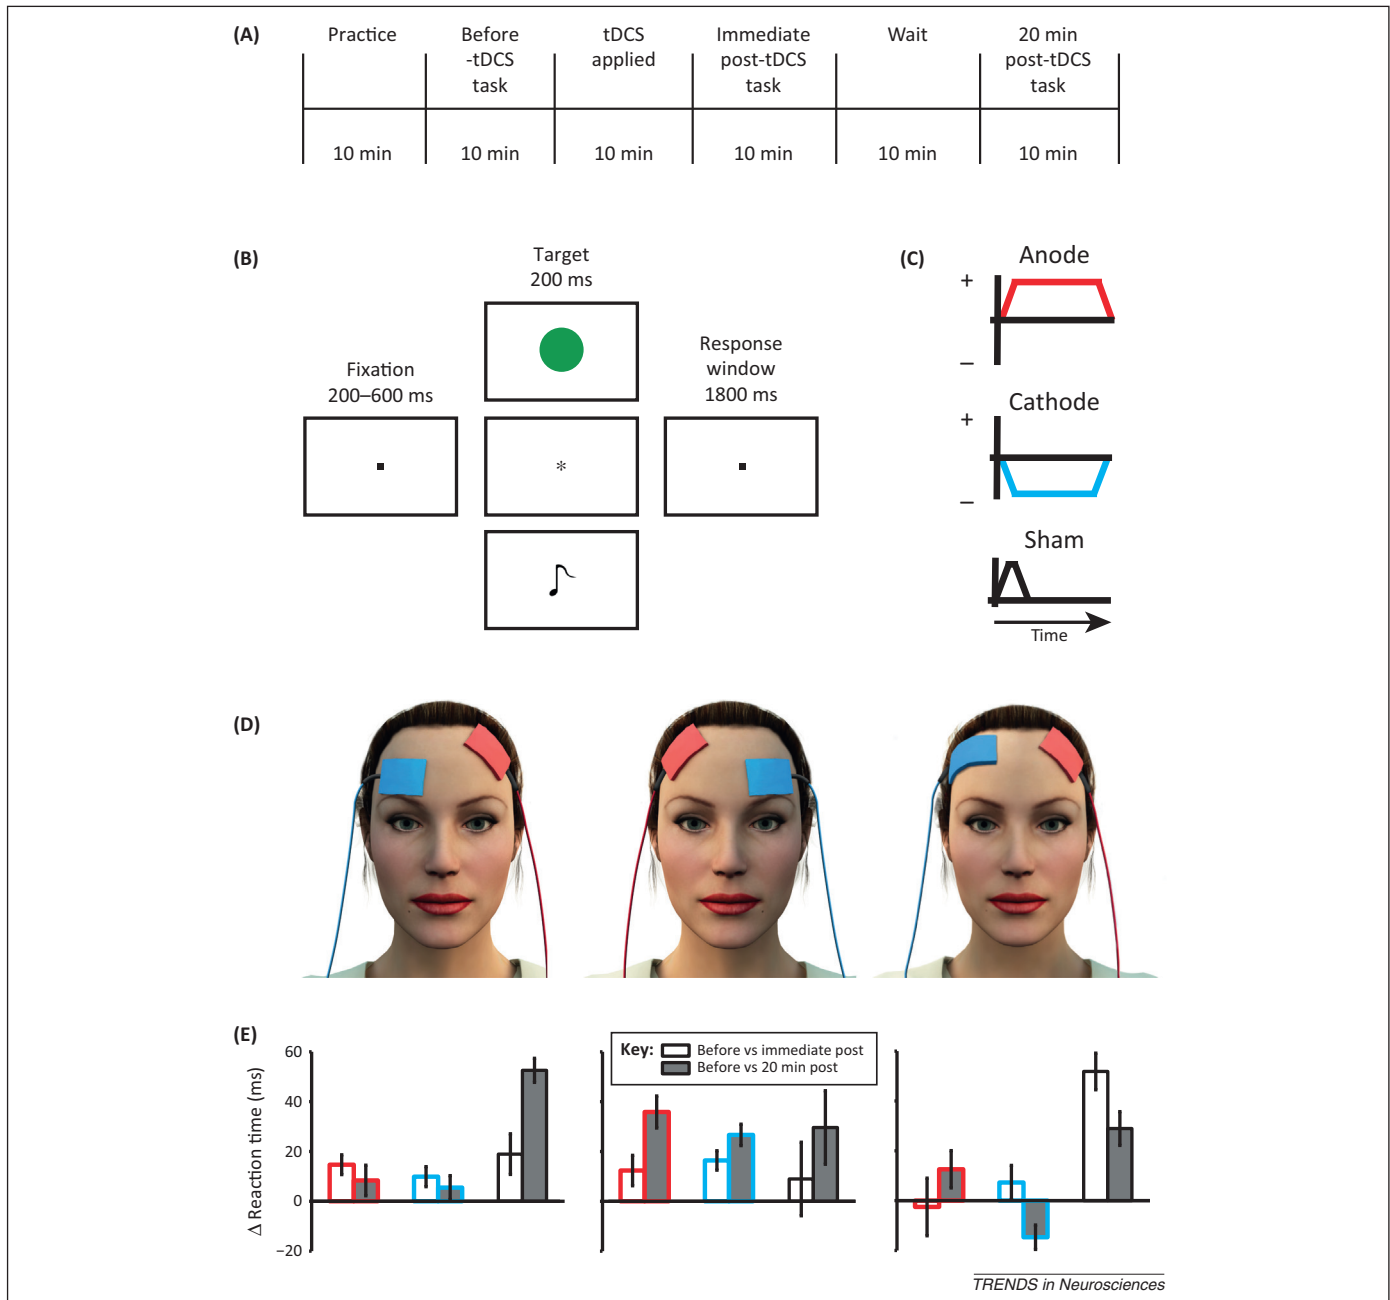 (A)
Practice
Before
-tDCS
task
tDCS
applied
Immediate
post-tDCS
task
Wait
20 min
post-tDCS
task
10 min
10 min
10 min
10 min
10 min
10 min
(B)
Target
200 ms
Fixation
200–600 ms
Response
window
1800 ms
*
(C)
Anode
+
–
Cathode
+
–
Sham
Time
(D)
(E)
Δ Reaction time (ms)
60
40
20
0
–20
Key:
Before vs immediate post
Before vs 20 min post
TRENDS in Neurosciences